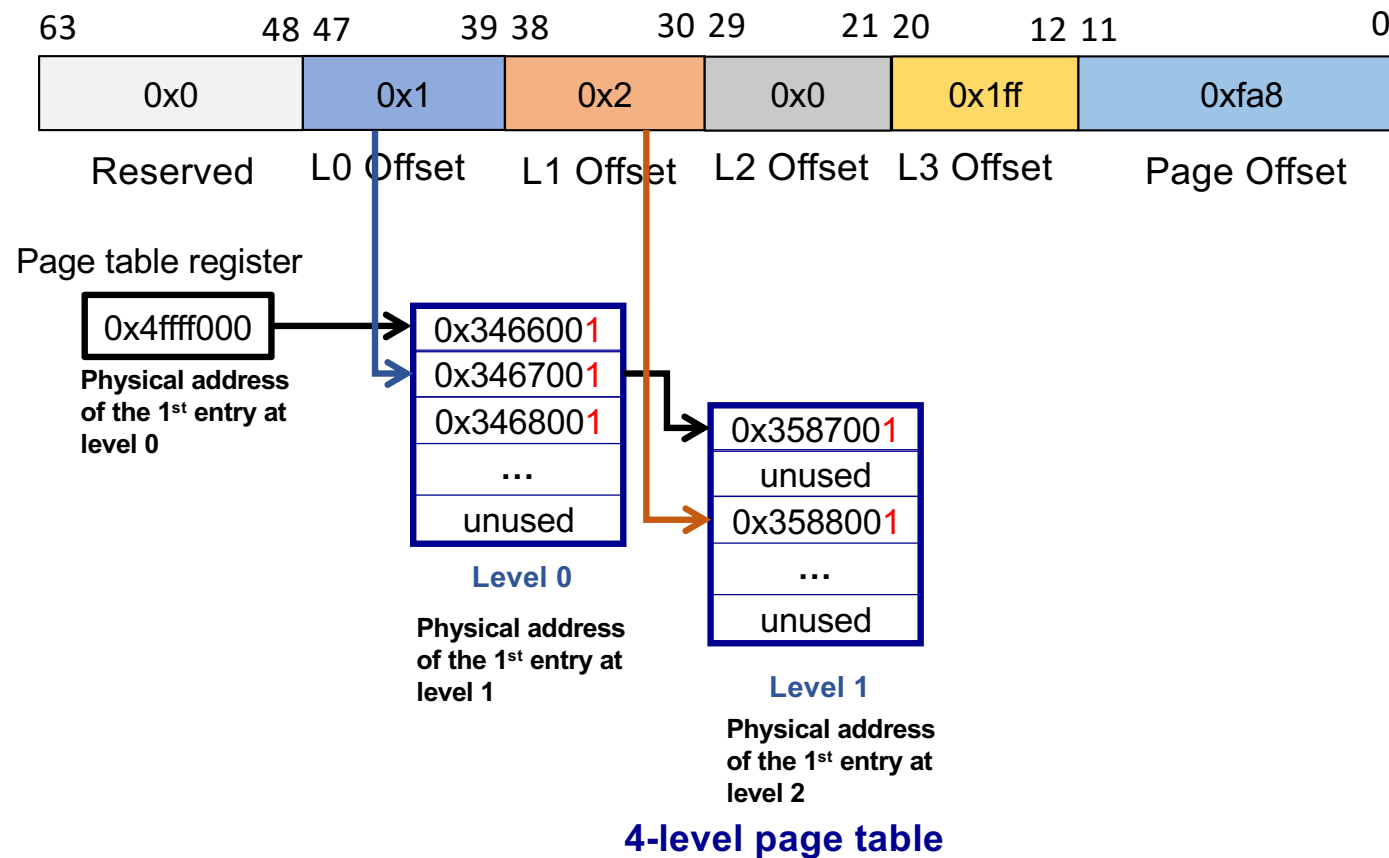 63 48 47 39 38 30 29 21 20 12 11 0
0x0 0x1 0x2 0x0 0x1ff 0xfa8
Reserved L0 Offset L1 Offset L2 Offset L3 Offset Page Offset
Page table register
0x4ffff000
Physical address
of the 1st entry at
level 0
0x3466001
0x3467001
0x3468001
...
unused
Level 0
Physical address
of the 1st entry at
level 1
0x3587001
unused
0x3588001
...
unused
Level 1
Physical address
of the 1st entry at
level 2
4-level page table